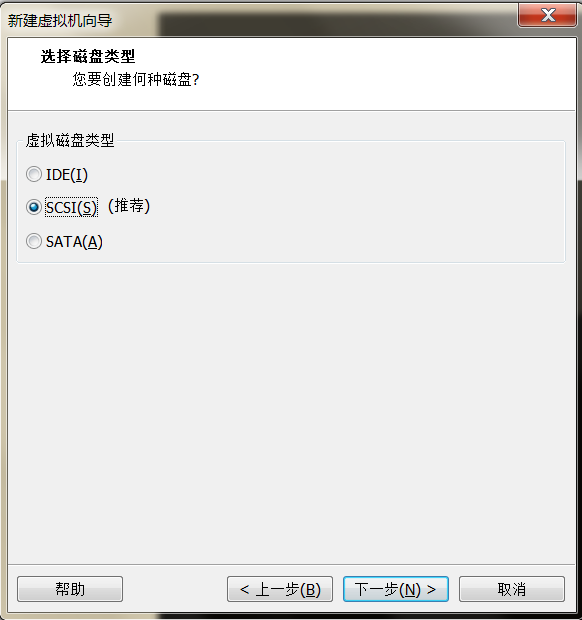 新建虚拟机向导
选择磁盘类型
您要创建何种磁盘?
虚拟磁盘类型
IDE(I)
SCSI(S) (推荐)
SATA(A)
帮助 < 上一步(B) 下一步(N) > 取消